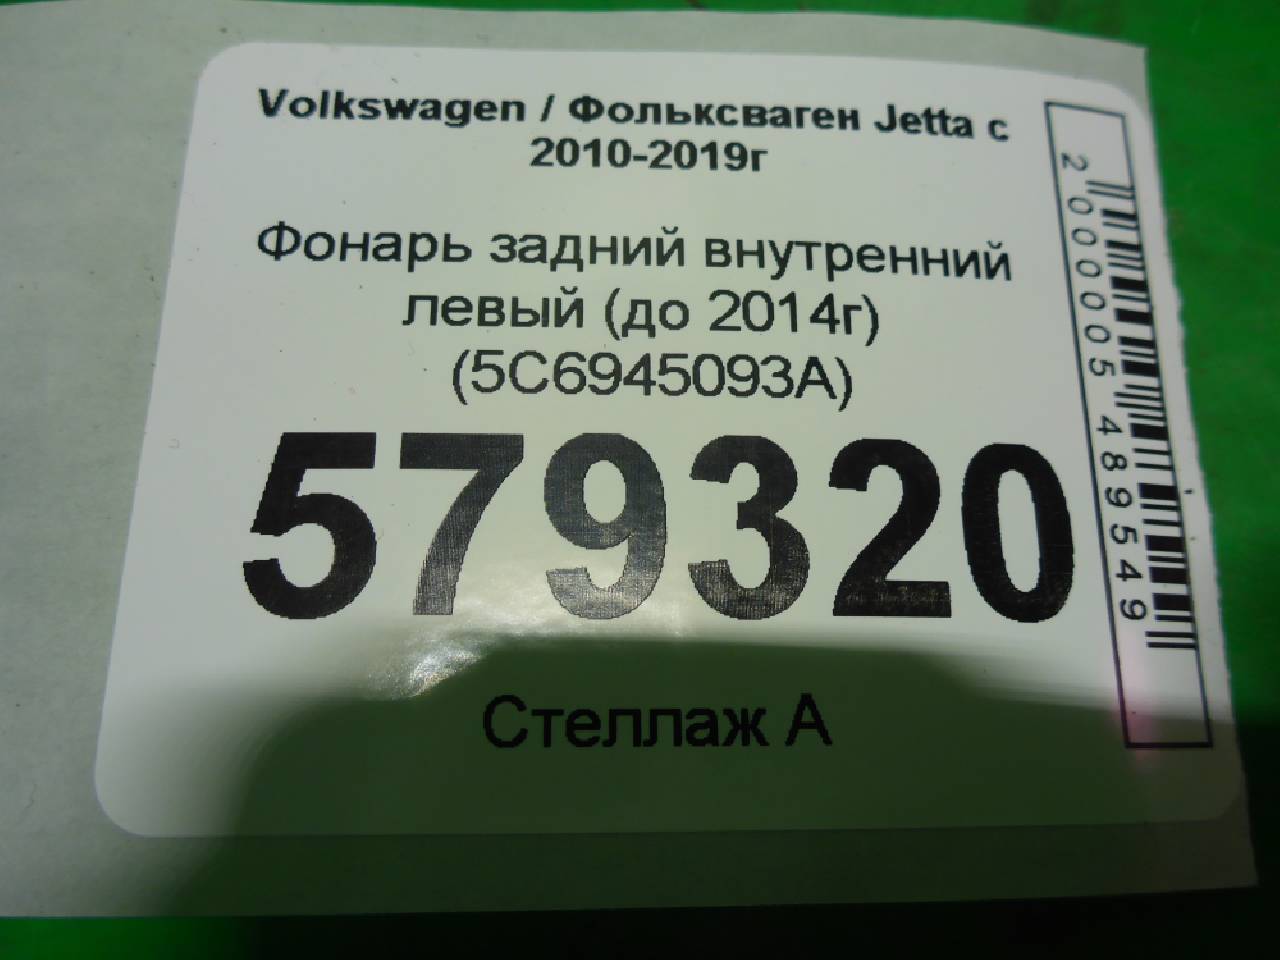 Volkswagen / Фольксваген Jetta с
2010-2019г
Фонарь задний внутренний
левый (до 2014г)
(5C6945093A)
579320
Стеллаж А
2000005489549